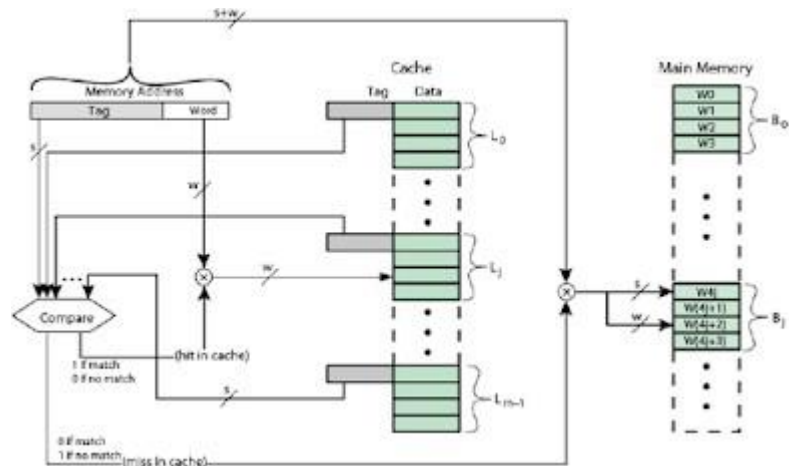 s+w
Cache
Main Memory
Memory Address
Tag Word
Tag Data
W0
W1
W2
W3
B0
L0
s
w
w
Lj
s
w
W4j
W(4j+1)
W(4j+2)
W(4j+3)
Bj
Compare
(hit in cache)
1 if match
0 if no match
s
Lm–1
0 if match
1 if no match
(miss in cache)